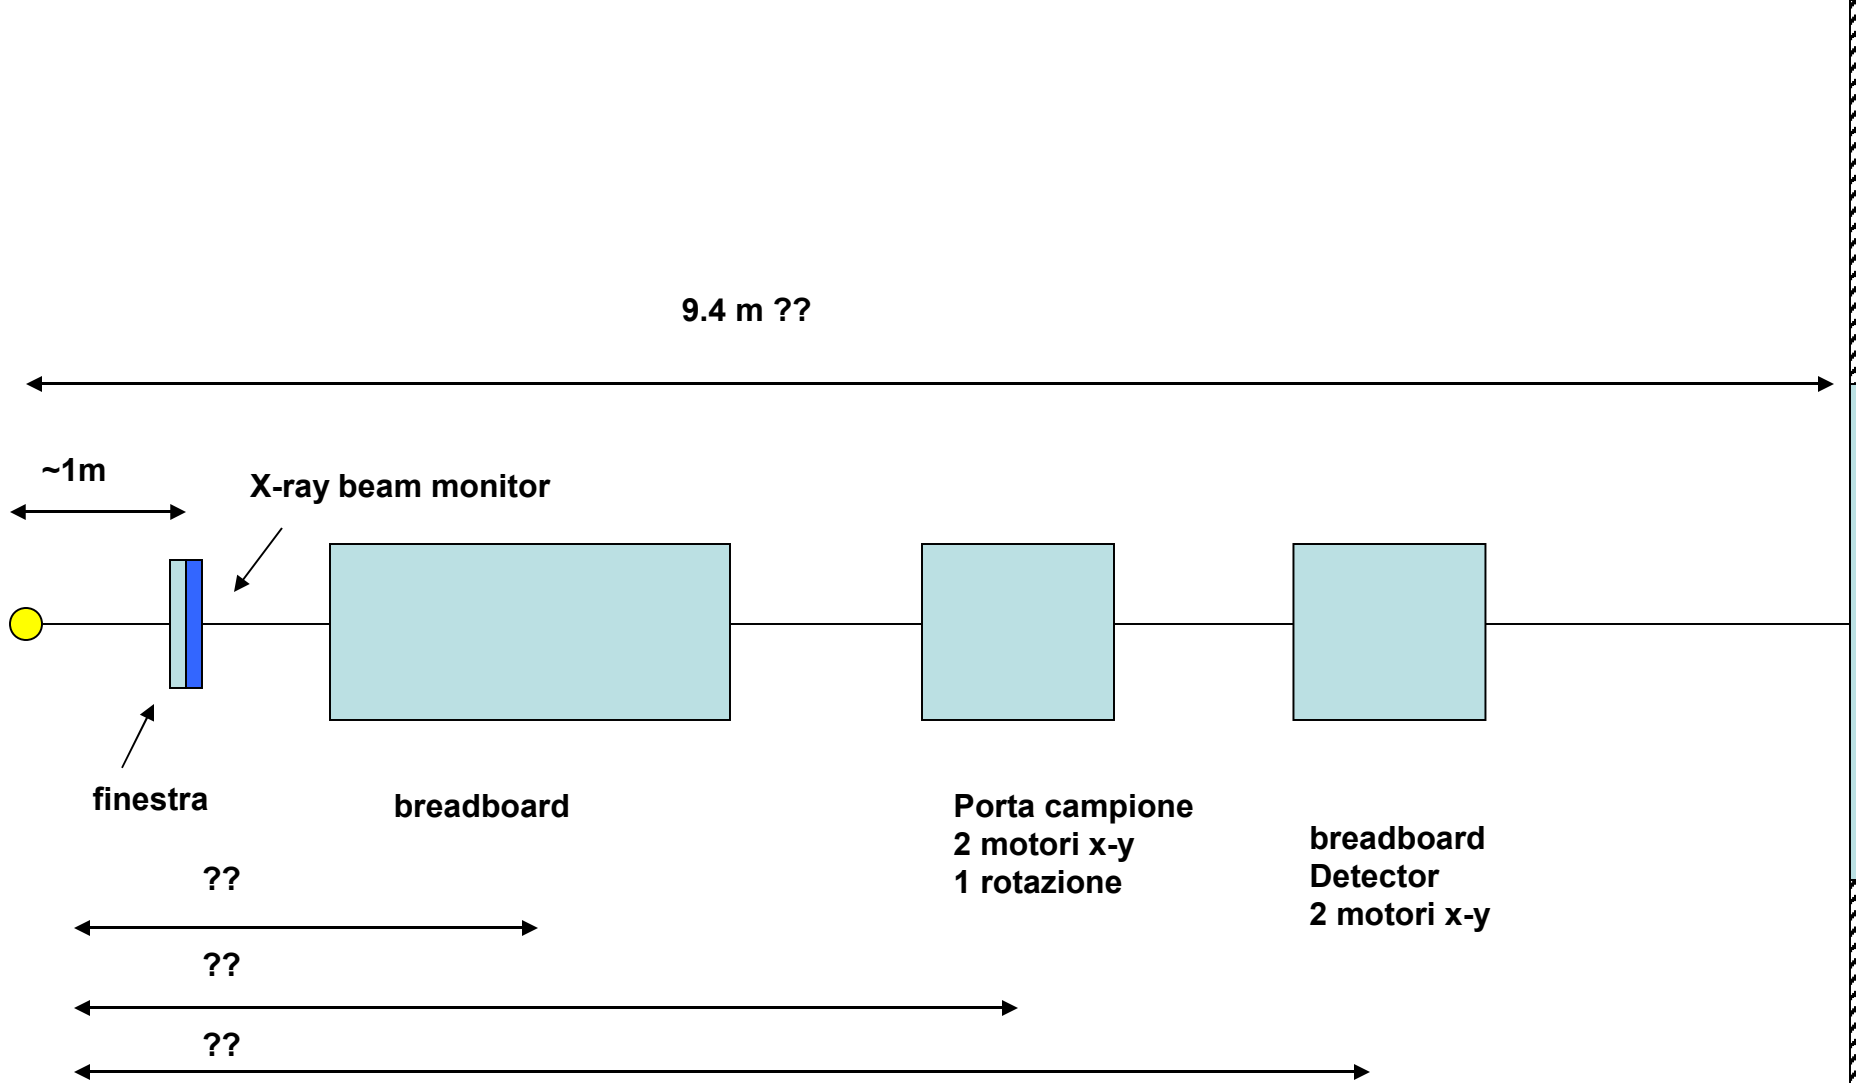 9.4 m ??
~1m
X-ray beam monitor
finestra
breadboard
Porta campione
2 motori x-y
1 rotazione
breadboard
Detector
2 motori x-y
??
??
??